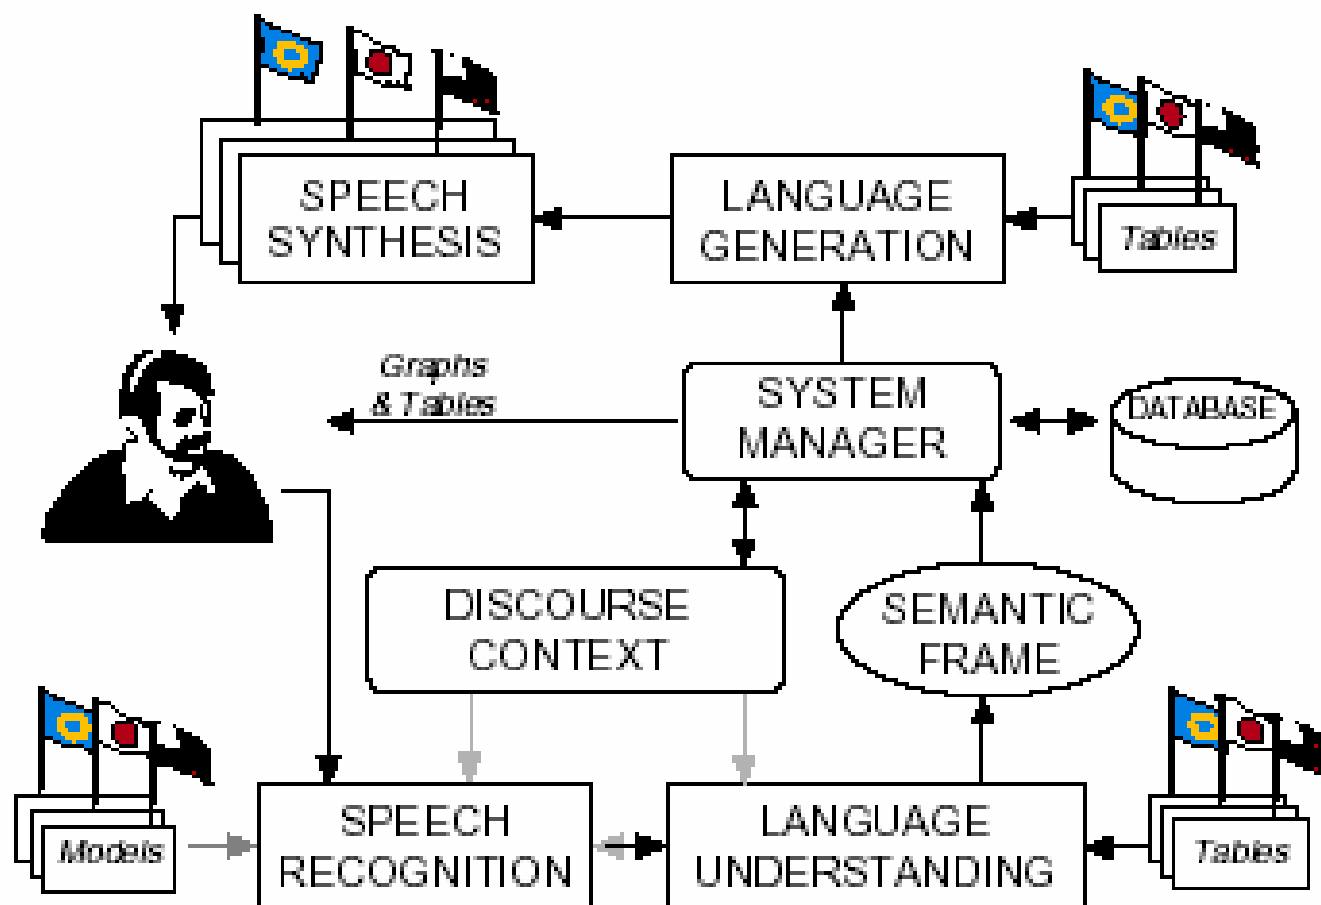 SPEECH
SYNTHESIS
LANGUAGE
GENERATION
Tables
Graphs
& Tables
SYSTEM
MANAGER
DATABASE
DISCOURSE
CONTEXT
SEMANTIC
FRAME
Models
SPEECH
RECOGNITION
LANGUAGE
UNDERSTANDING
Tables